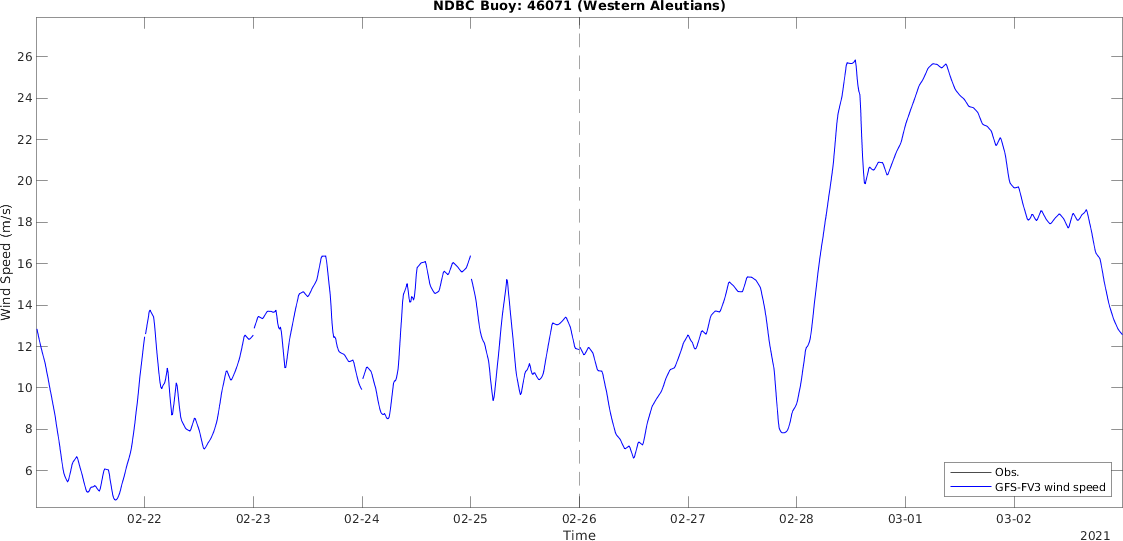 NDBC Buoy: 46071 (Western Aleutians)
Wind Speed (m/s)
26
24
22
20
18
16
14
12
10
8
6
Obs.
GFS-FV3 wind speed
02-22 02-23 02-24 02-25 02-26 02-27 02-28 03-01 03-02
Time
2021